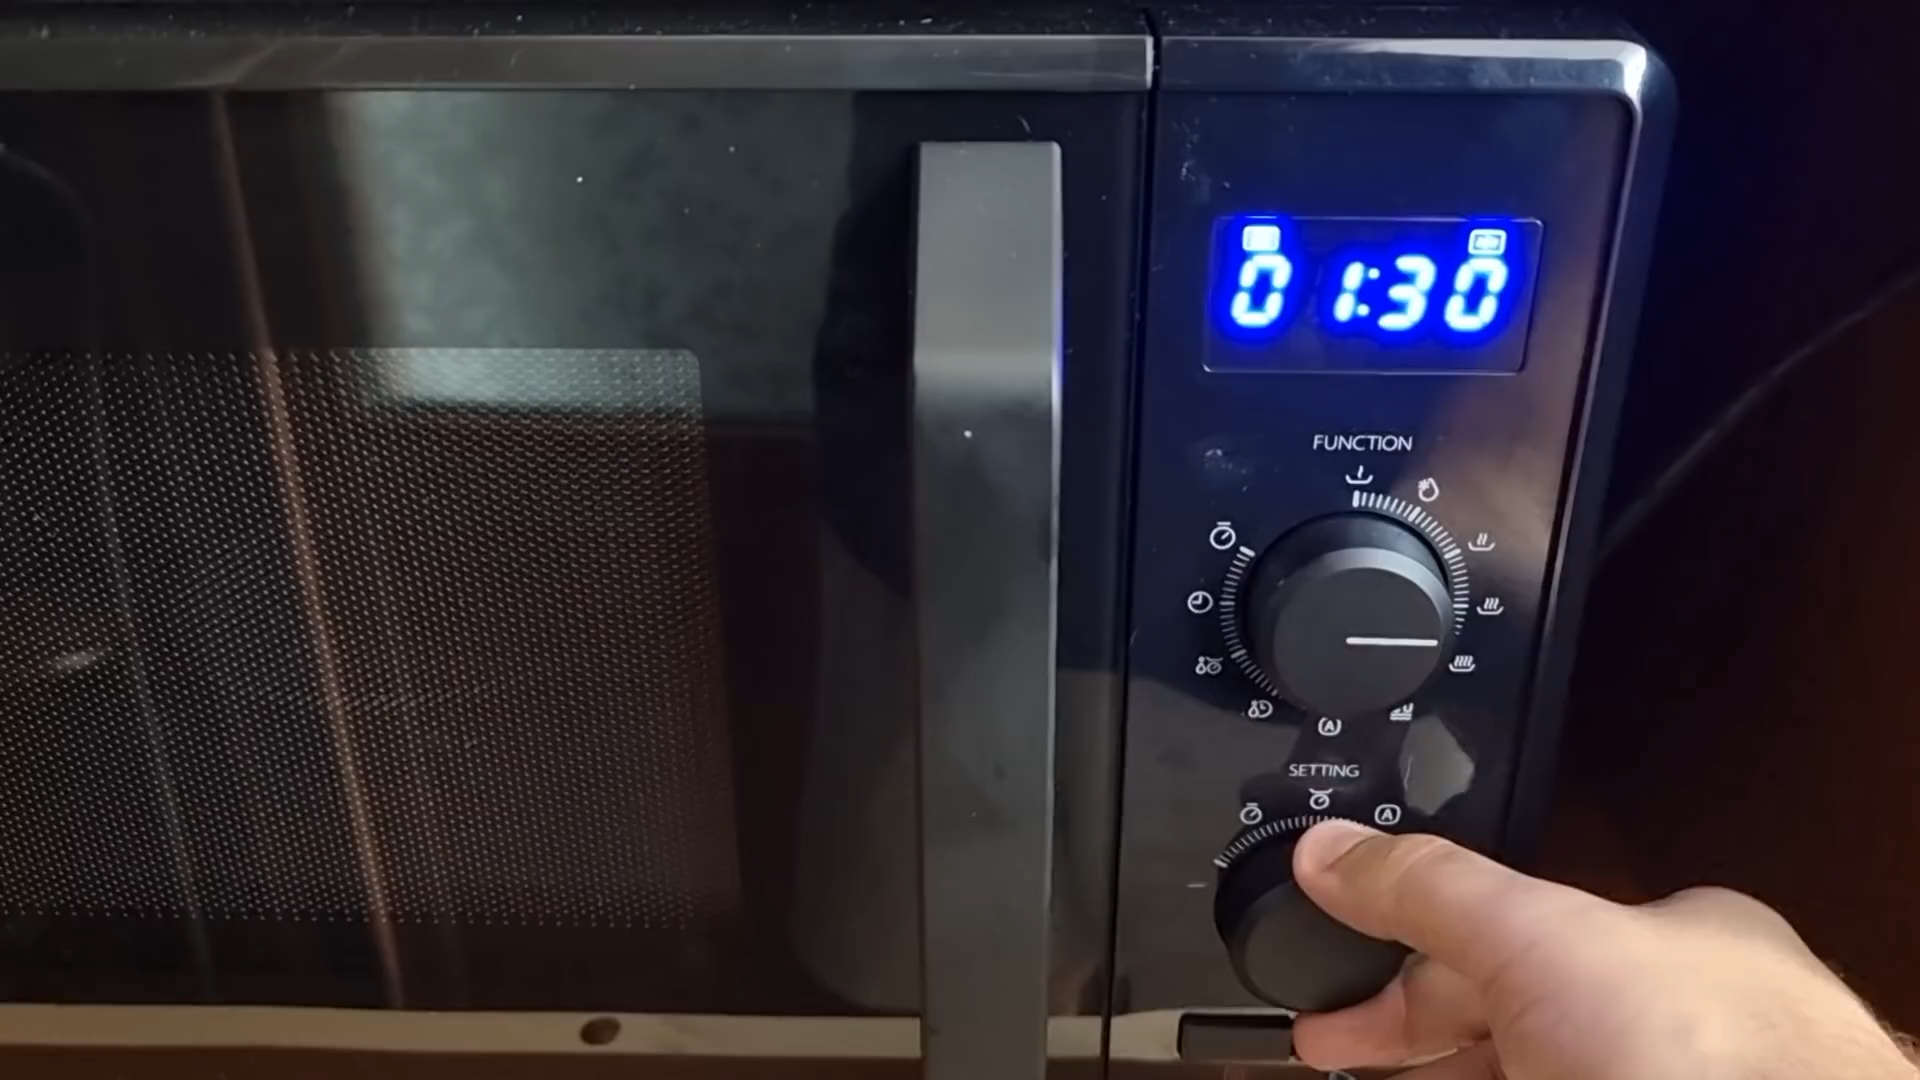 01:30
FUNCTION
A
SETTING
A